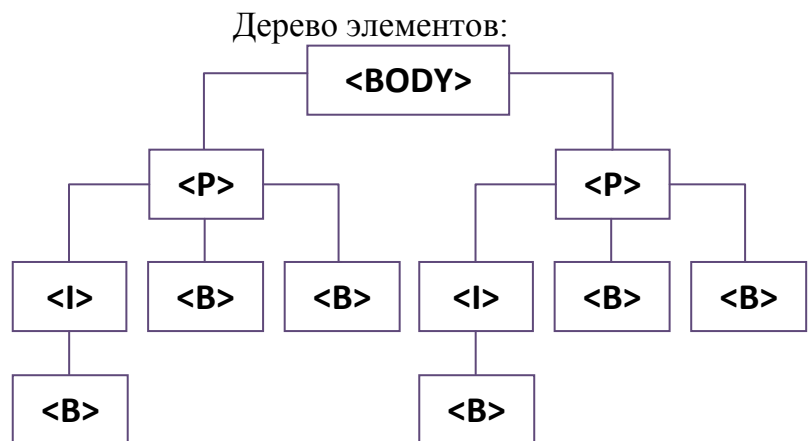 Дерево элементов:
<BODY>
<P> <P>
<I> <B> <B> <I> <B> <B>
<B> <B>